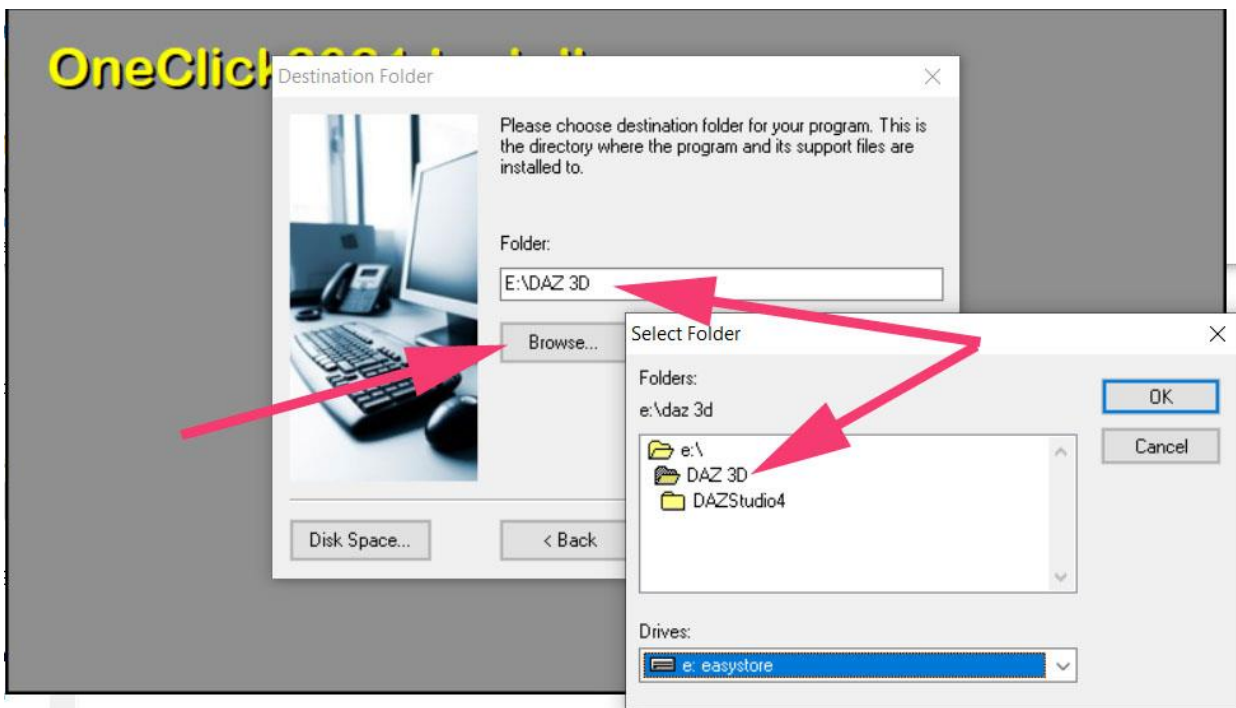 OneClick
Destination Folder
Please choose destination folder for your program. This is
the directory where the program and its support files are
installed to.
Folder:
E:\DAZ 3D
Browse...
Disk Space...
< Back
Select Folder
Folders:
e:\daz 3d
OK
Cancel
e:\
DAZ 3D
DAZStudio4
Drives:
e: easystore